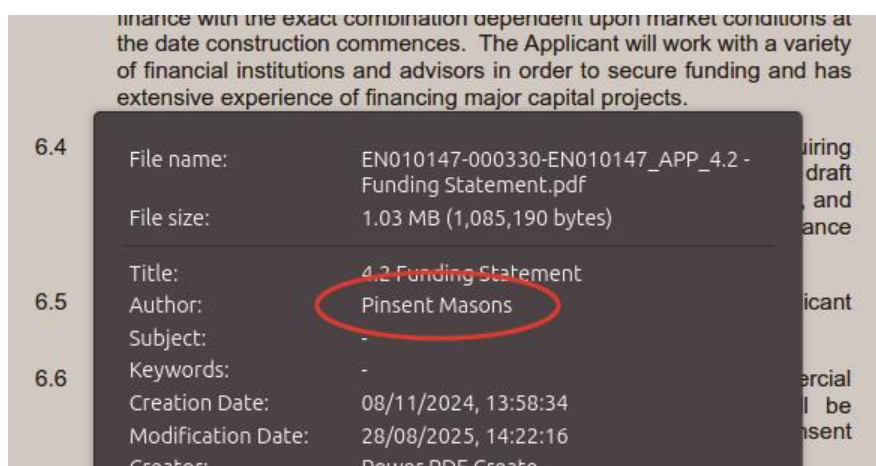 finance with the exact combination dependent upon market conditions at
the date construction commences.  The Applicant will work with a variety
of financial institutions and advisors in order to secure funding and has
extensive experience of financing major capital projects.
6.4
uiring
draft
, and
ance
File name: EN010147-000330-EN010147_APP_4.2 -
Funding Statement.pdf
File size: 1.03 MB (1,085,190 bytes)
Title: 4.2 Funding Statement
6.5 Author: Pinsent Masons icant
Subject: -
6.6 Keywords: - ercial
Creation Date: 08/11/2024, 13:58:34 l be
Modification Date: 28/08/2025, 14:22:16 nsent
Creator: Power PDF Create